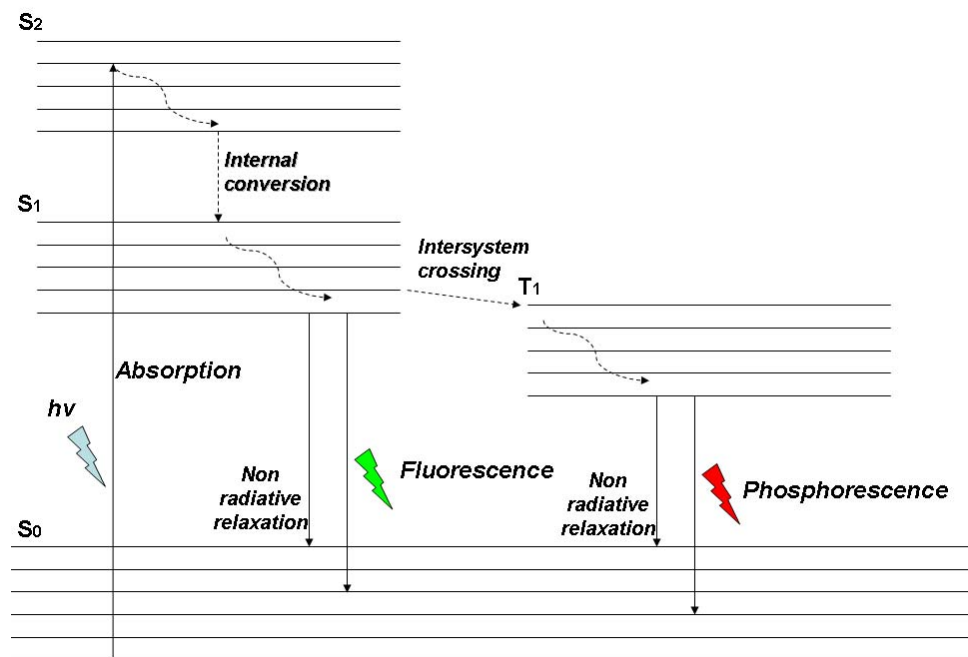 S2
Internal
conversion
S1
Intersystem
crossing
T1
Absorption
hv
Fluorescence
Non
radiative
relaxation
Non
radiative
relaxation
Phosphorescence
S0